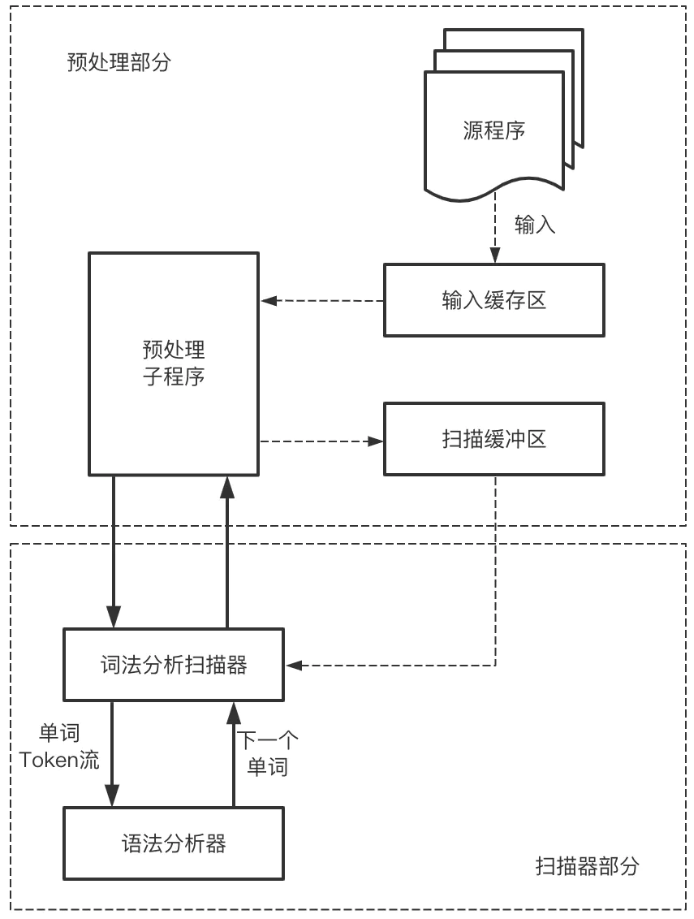 预处理部分
源程序
输入
输入缓存区
预处理
子程序
扫描缓冲区
词法分析扫描器
单词
Token流
下一个
单词
语法分析器
扫描器部分